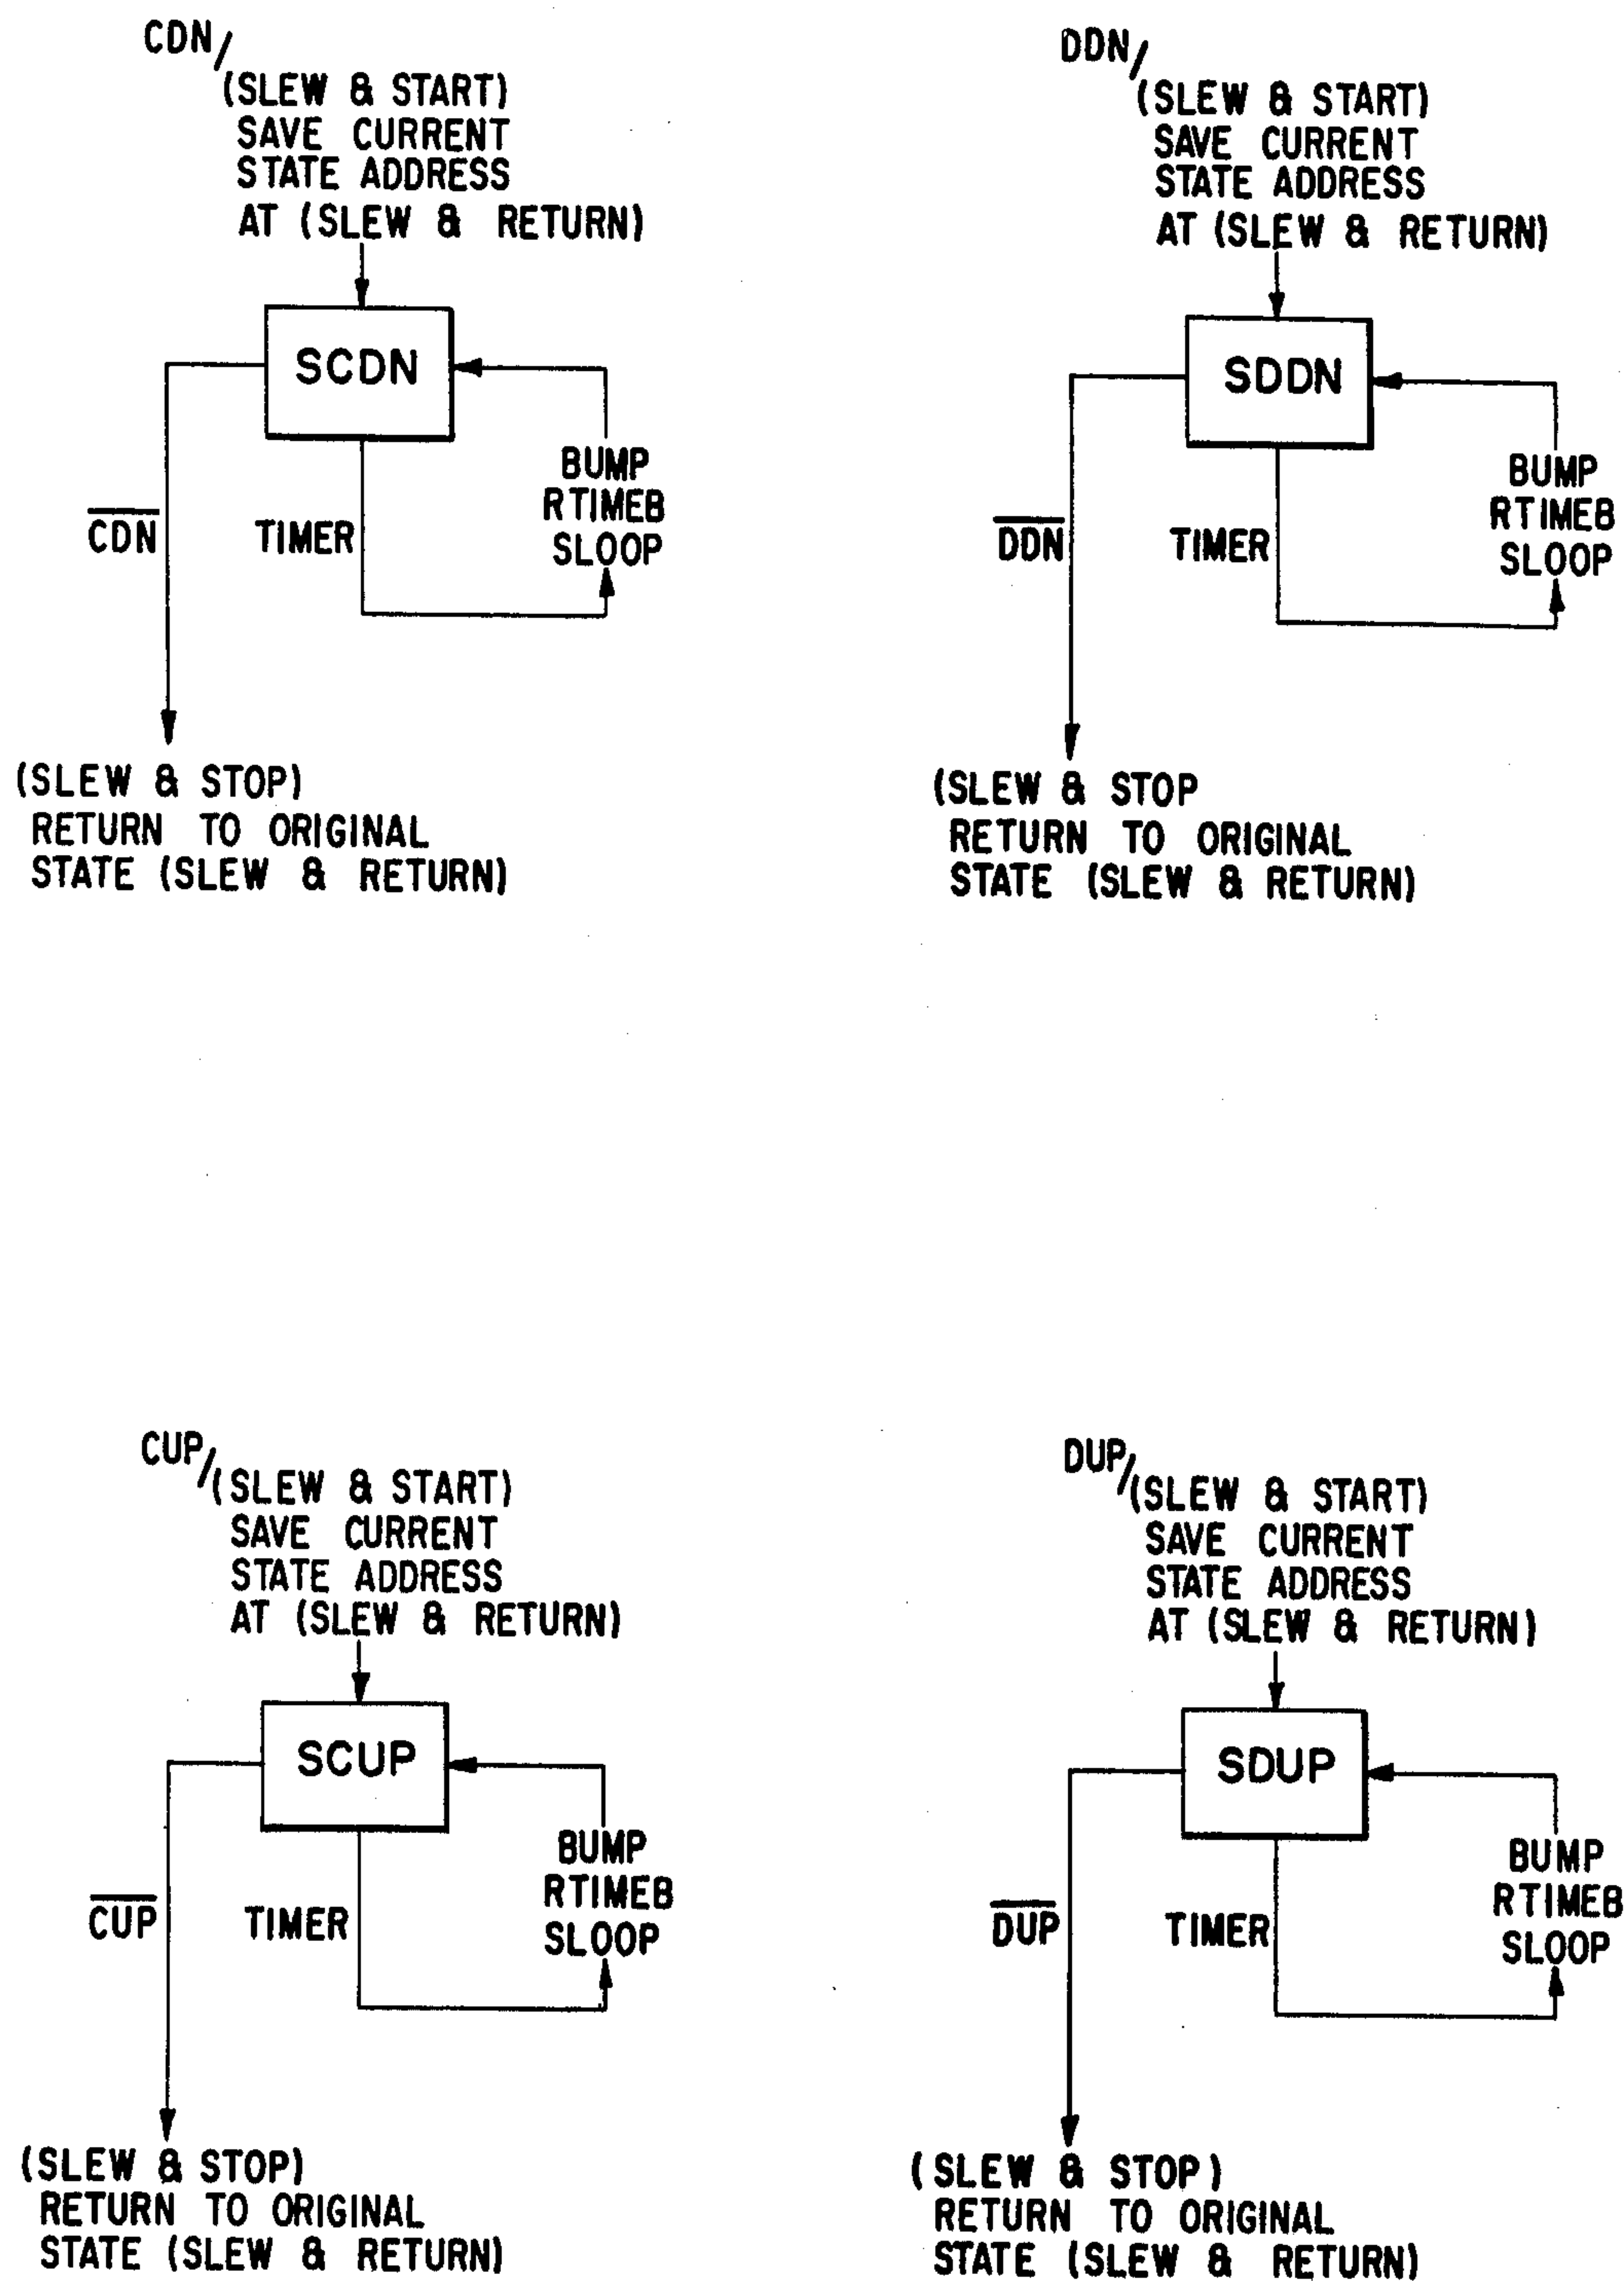 CDN/
(SLEW & START)
SAVE CURRENT
STATE ADDRESS
AT (SLEW & RETURN)
SCDN
BUMP
RTIMEB
SLOOP
CDN
TIMER
(SLEW & STOP)
RETURN TO ORIGINAL
STATE (SLEW & RETURN)
DDN/
(SLEW & START)
SAVE CURRENT
STATE ADDRESS
AT (SLEW & RETURN)
SDDN
BUMP
RTIMEB
SLOOP
DDN
TIMER
(SLEW & STOP
RETURN TO ORIGINAL
STATE (SLEW & RETURN)
CUP/
(SLEW & START)
SAVE CURRENT
STATE ADDRESS
AT (SLEW & RETURN)
SCUP
BUMP
RTIMEB
SLOOP
CUP
TIMER
(SLEW & STOP)
RETURN TO ORIGINAL
STATE (SLEW & RETURN)
DUP/
(SLEW & START)
SAVE CURRENT
STATE ADDRESS
AT (SLEW & RETURN)
SDUP
BUMP
RTIMEB
SLOOP
DUP
TIMER
(SLEW & STOP)
RETURN TO ORIGINAL
STATE (SLEW & RETURN)